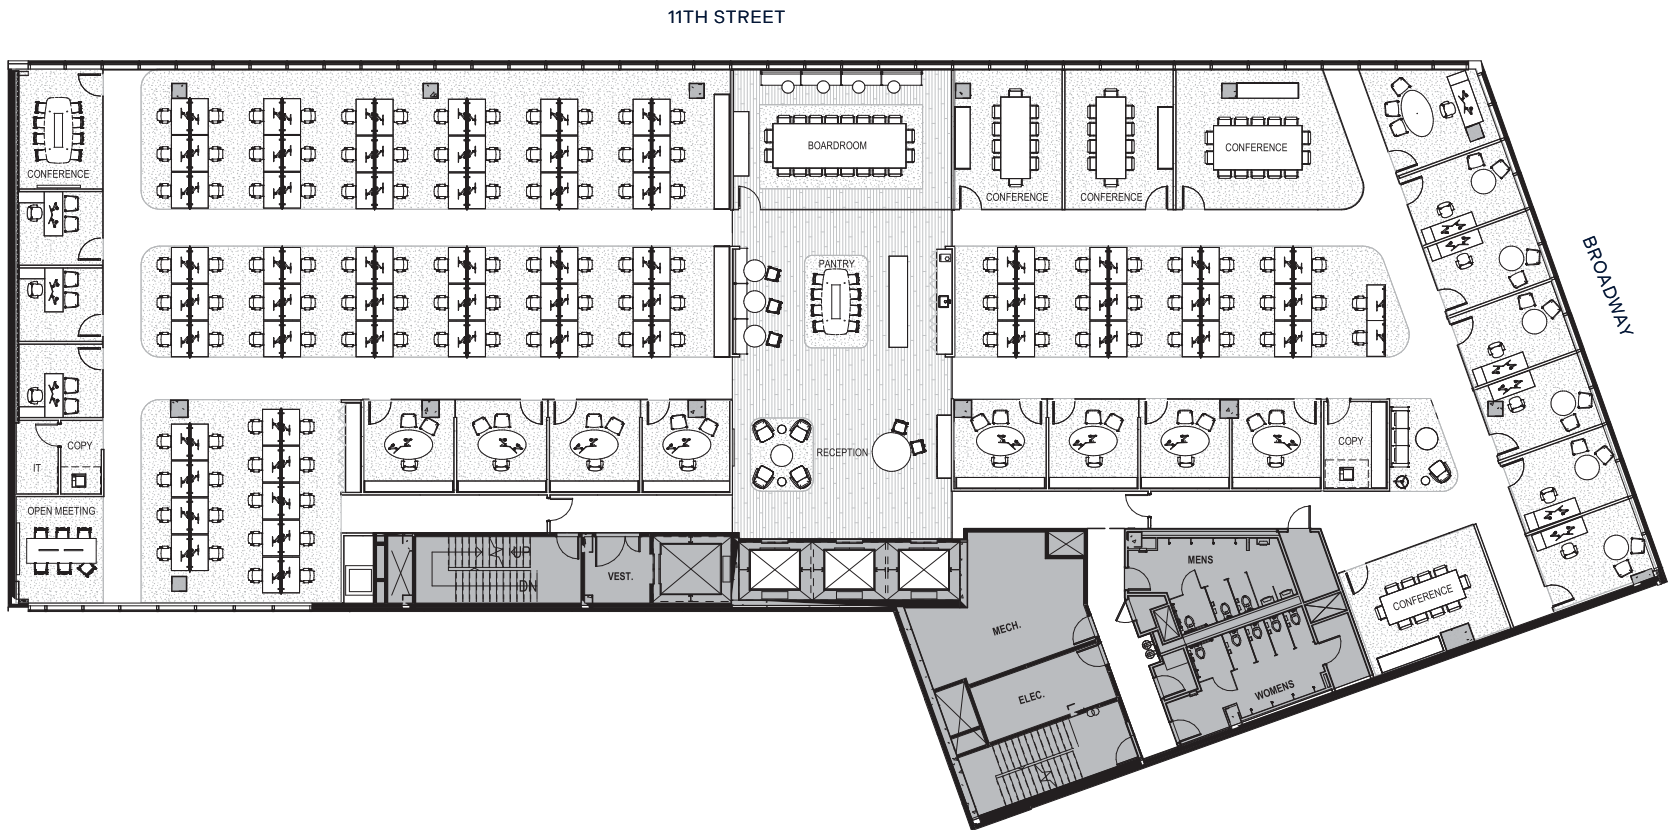 11TH STREET
BOARDROOM
CONFERENCE
CONFERENCE
CONFERENCE
CONFERENCE
BROADWAY
PANTRY
COPY
IT
RECEPTION
COPY
OPEN MEETING
UP
DN
VEST.
MENS
CONFERENCE
MECH.
ELEC.
WOMENS